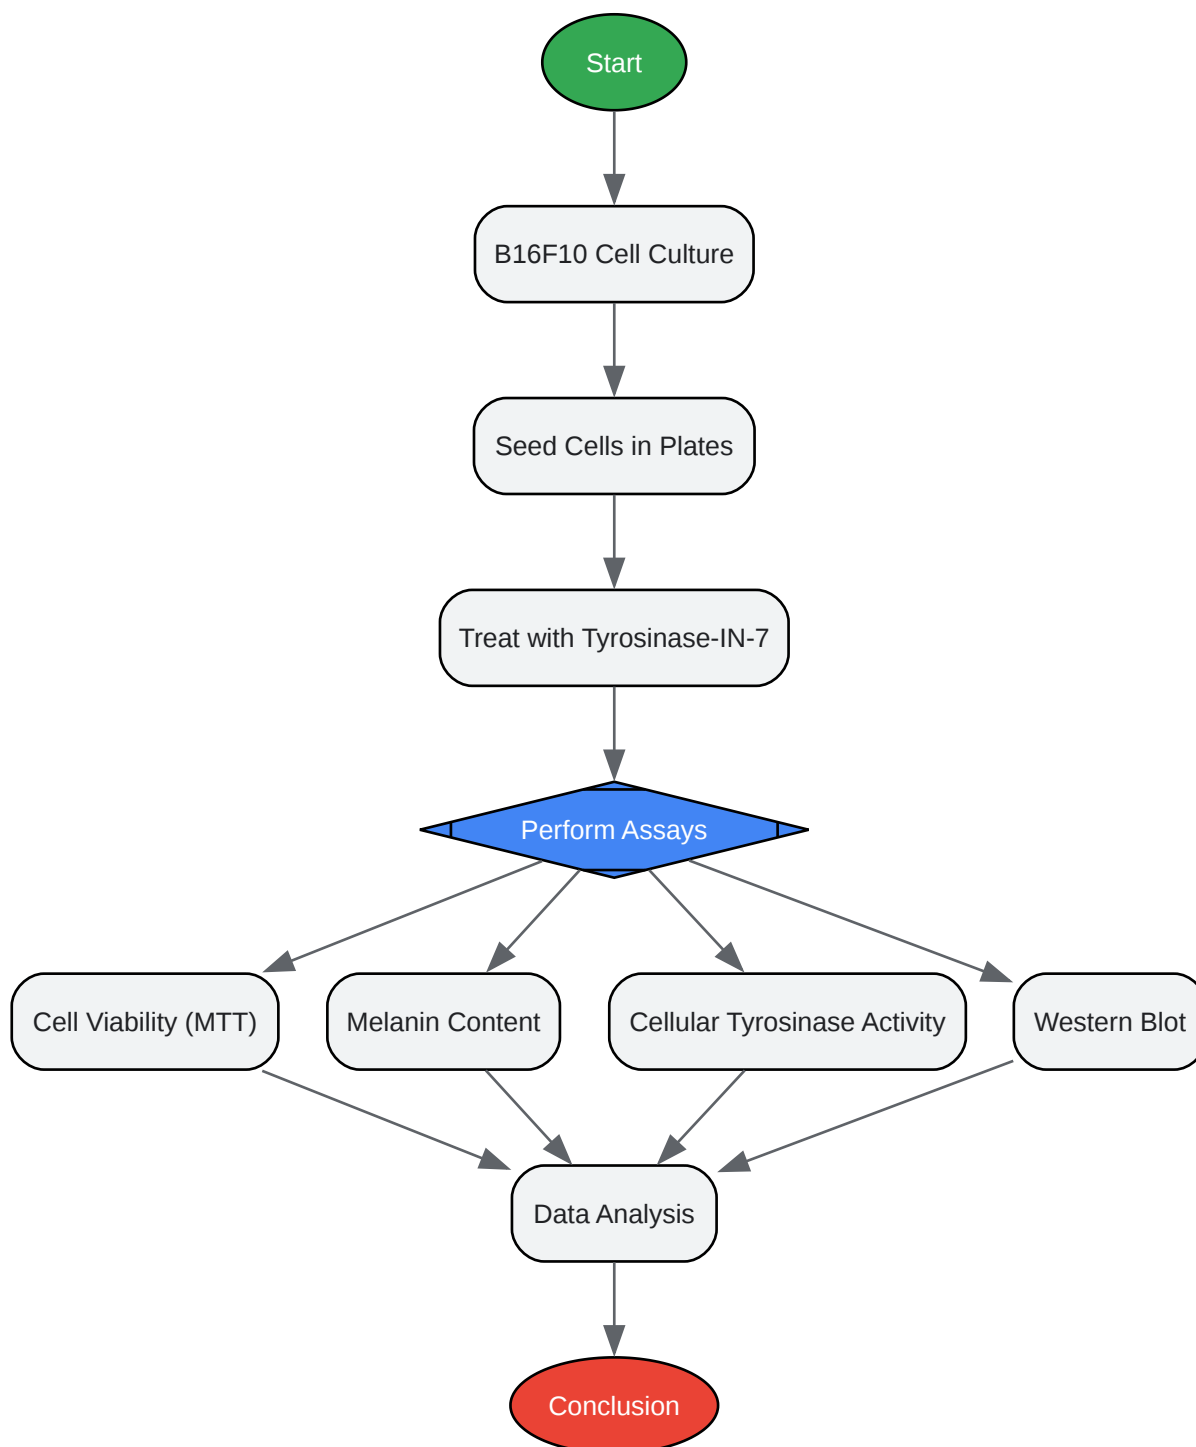 Start
B16F10 Cell Culture
Seed Cells in Plates
Treat with Tyrosinase-IN-7
Perform Assays
Cell Viability (MTT)
Melanin Content
Cellular Tyrosinase Activity
Western Blot
Data Analysis
Conclusion